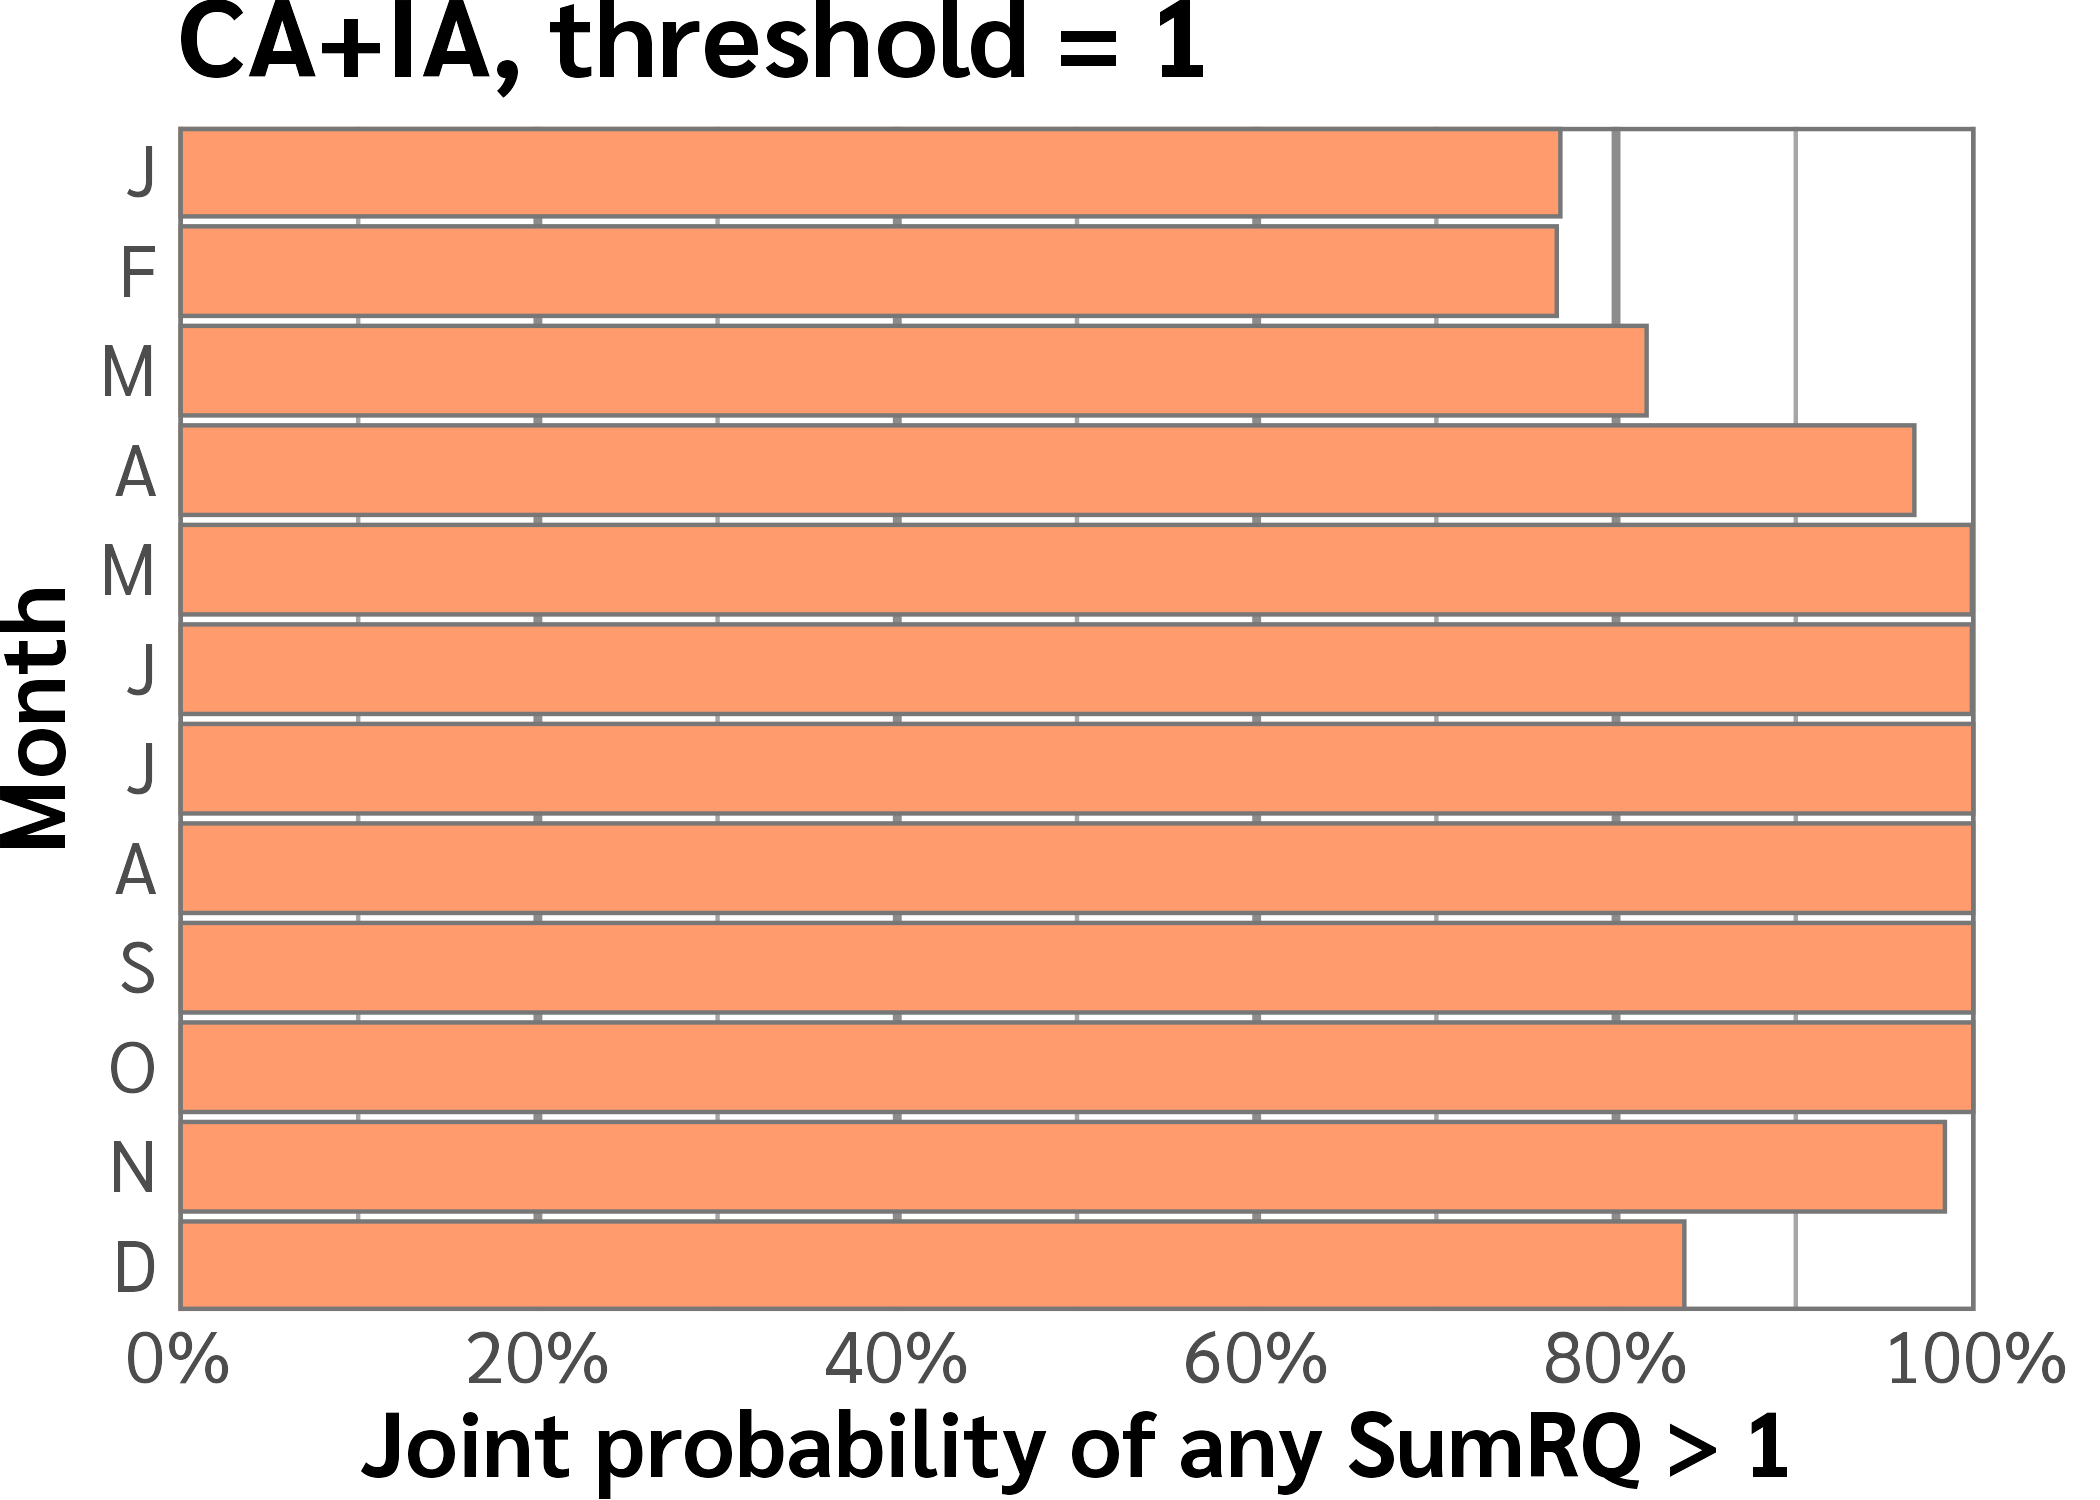 CA+IA, threshold = 1
J
F
M
A
M
J
J
A
S
O
N
D
Month
0% 20% 40% 60% 80% 100%
Joint probability of any SumRQ > 1